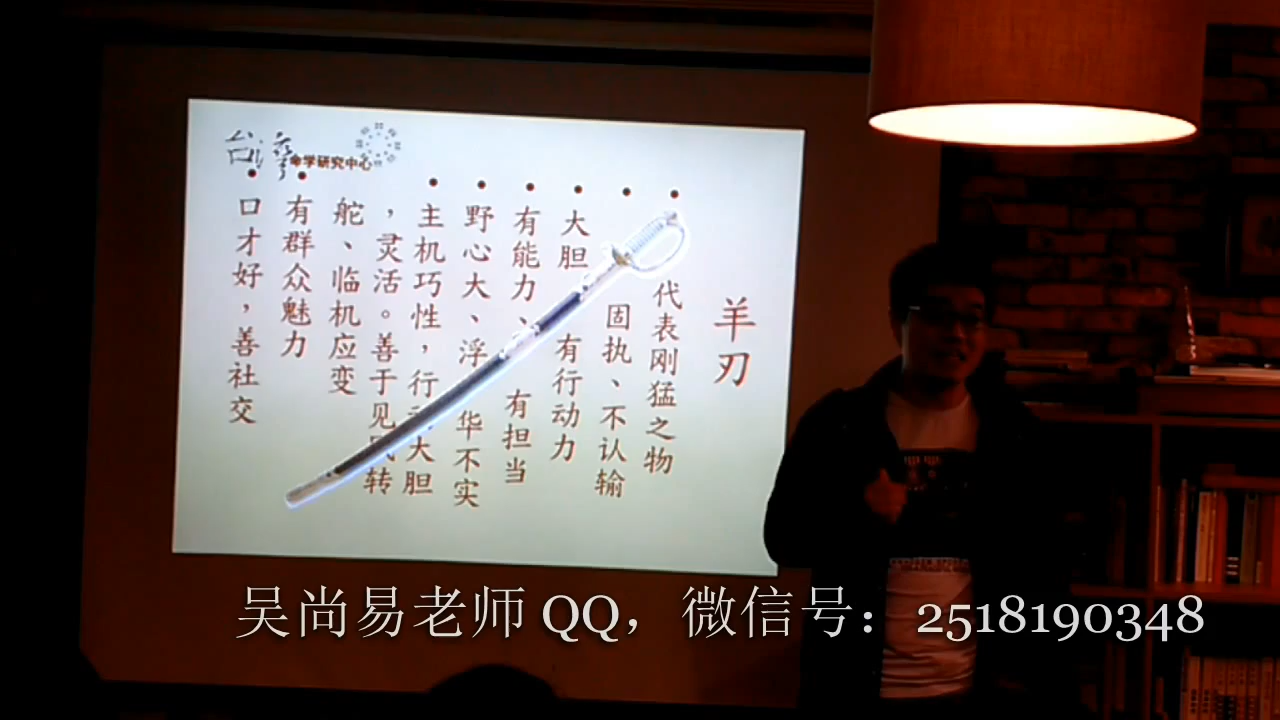 台湾命学研究中心
羊刃
代表刚猛之物
固执、不认输
大胆 有行动力
有能力、有担当
野心大、浮华不实
主机巧性，行 大胆
，灵活。善于见 转
舵、临机应变
有群众魅力
口才好，善社交
吴尚易老师 QQ，微信号：2518190348